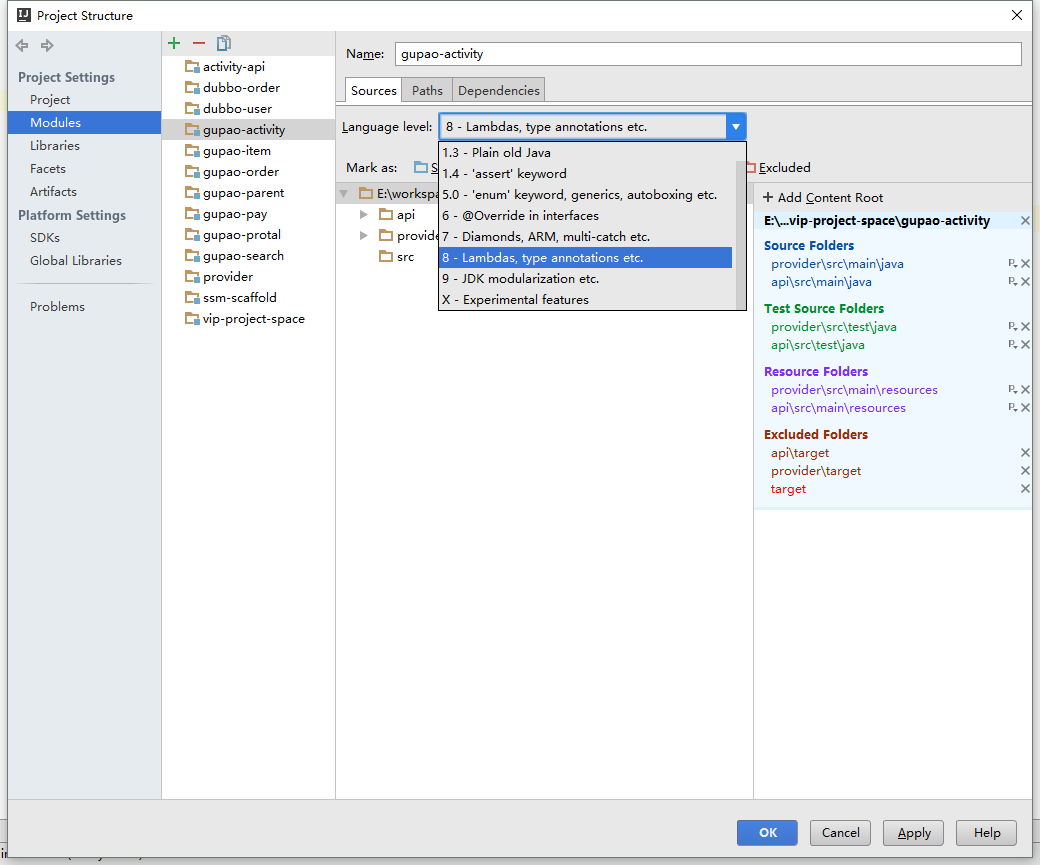 Project Structure
Project Settings
Project
Modules
Libraries
Facets
Artifacts
Platform Settings
SDKs
Global Libraries
Problems
activity-api
dubbo-order
dubbo-user
gupao-activity
gupao-item
gupao-order
gupao-parent
gupao-pay
gupao-protal
gupao-search
provider
ssm-scaffold
vip-project-space
Name: gupao-activity
Sources Paths Dependencies
Language level: 8 - Lambdas, type annotations etc.
1.3 - Plain old Java
1.4 - 'assert' keyword
5.0 - 'enum' keyword, generics, autoboxing etc.
6 - @Override in interfaces
7 - Diamonds, ARM, multi-catch etc.
8 - Lambdas, type annotations etc.
9 - JDK modularization etc.
X - Experimental features
Mark as: S Excluded
E:\workspa
api
provide
src
+ Add Content Root
E:\...vip-project-space\gupao-activity
Source Folders
provider\src\main\java
api\src\main\java
Test Source Folders
provider\src\test\java
api\src\test\java
Resource Folders
provider\src\main\resources
api\src\main\resources
Excluded Folders
api\target
provider\target
target
OK Cancel Apply Help